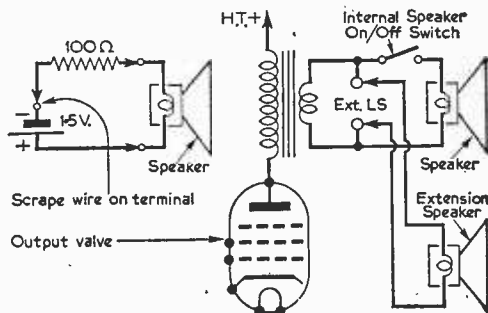 100Ω
-
1·5V.
+
Speaker
Scrape wire on terminal
Output valve
H.T.+
Internal Speaker
On/Off Switch
Ext. LS
Speaker
Extension
Speaker